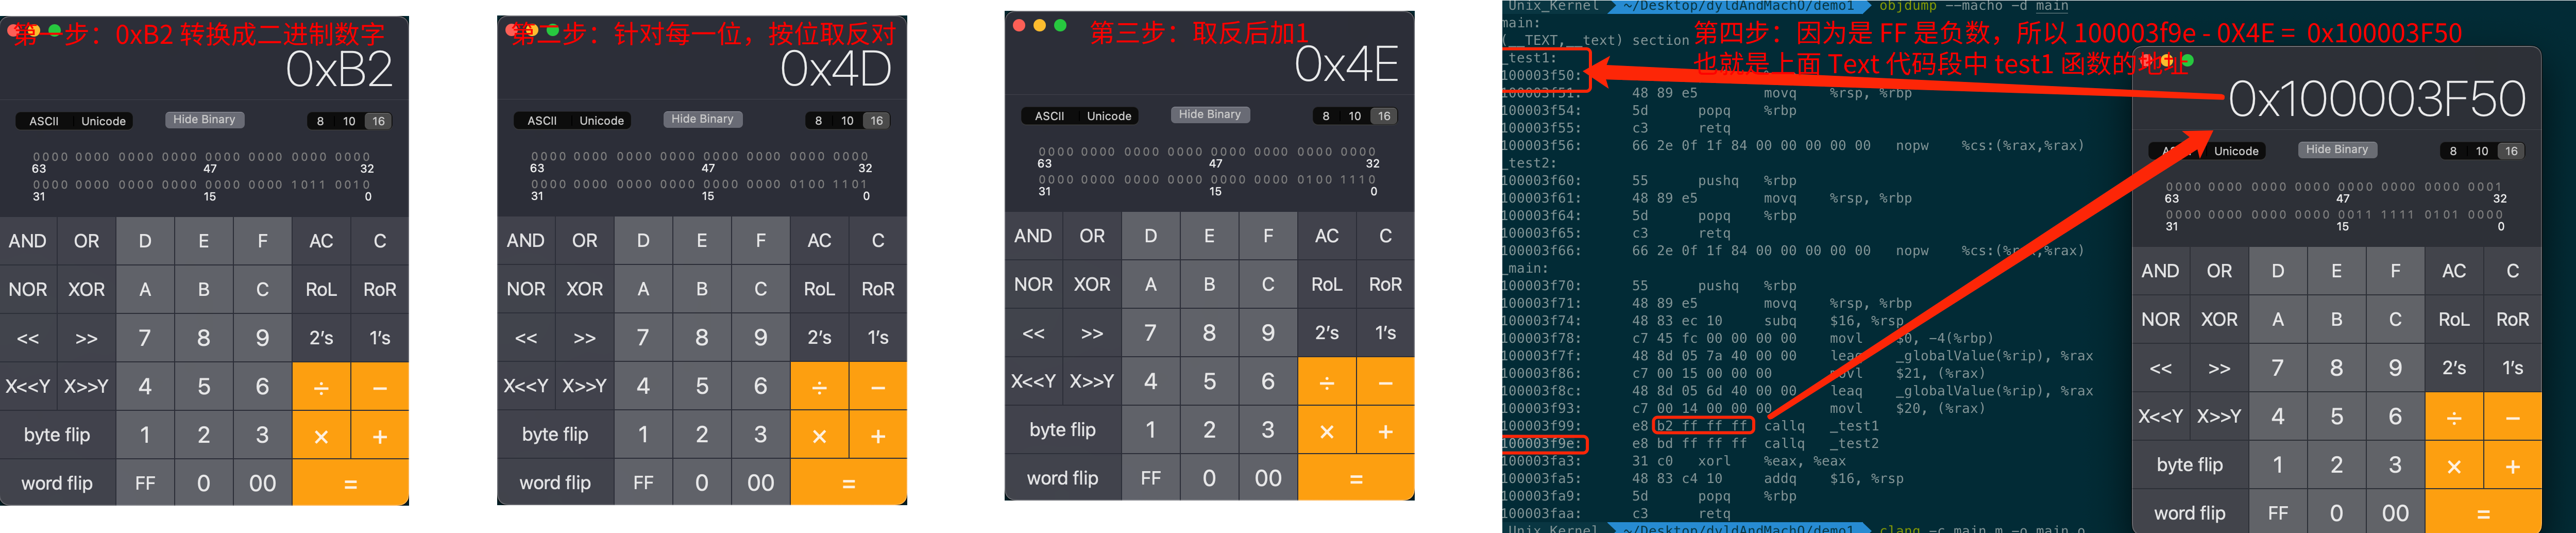 第一步：0xB2 转换成二进制数字
0xB2
ASCII Unicode Hide Binary 8 10 16
0000 0000 0000 0000 0000 0000 0000 0000
63 47 32
0000 0000 0000 0000 0000 0000 1011 0010
31 15 0
AND OR D E F AC C
NOR XOR A B C RoL RoR
<< >> 7 8 9 2's 1's
X<<Y X>>Y 4 5 6 ÷ −
byte flip 1 2 3 × +
word flip FF 0 00 =
第二步：针对每一位，按位取反对
0x4D
ASCII Unicode Hide Binary 8 10 16
0000 0000 0000 0000 0000 0000 0000 0000
63 47 32
0000 0000 0000 0000 0000 0000 0100 1101
31 15 0
AND OR D E F AC C
NOR XOR A B C RoL RoR
<< >> 7 8 9 2's 1's
X<<Y X>>Y 4 5 6 ÷ −
byte flip 1 2 3 × +
word flip FF 0 00 =
第三步：取反后加1
0x4E
ASCII Unicode Hide Binary 8 10 16
0000 0000 0000 0000 0000 0000 0000 0000
63 47 32
0000 0000 0000 0000 0000 0000 0100 1110
31 15 0
AND OR D E F AC C
NOR XOR A B C RoL RoR
<< >> 7 8 9 2's 1's
X<<Y X>>Y 4 5 6 ÷ −
byte flip 1 2 3 × +
word flip FF 0 00 =
Unix_Kernel ~/Desktop/dyldAndMachO/demo1 objdump --macho -d main
main:
(__TEXT,__text) section
第四步：因为是 FF 是负数，所以 100003f9e - 0X4E = 0x100003F50
也就是上面 Text 代码段中 test1 函数的地址
_test1:
100003f50:
100003f51: 48 89 e5 movq %rsp, %rbp
100003f54: 5d popq %rbp
100003f55: c3 retq
100003f56: 66 2e 0f 1f 84 00 00 00 00 00 nopw %cs:(%rax,%rax)
_test2:
100003f60: 55 pushq %rbp
100003f61: 48 89 e5 movq %rsp, %rbp
100003f64: 5d popq %rbp
100003f65: c3 retq
100003f66: 66 2e 0f 1f 84 00 00 00 00 00 nopw %cs:(%rax,%rax)
_main:
100003f70: 55 pushq %rbp
100003f71: 48 89 e5 movq %rsp, %rbp
100003f74: 48 83 ec 10 subq $16, %rsp
100003f78: c7 45 fc 00 00 00 00 movl $0, -4(%rbp)
100003f7f: 48 8d 05 7a 40 00 00 leaq _globalValue(%rip), %rax
100003f86: c7 00 15 00 00 00 movl $21, (%rax)
100003f8c: 48 8d 05 6d 40 00 00 leaq _globalValue(%rip), %rax
100003f93: c7 00 14 00 00 00 movl $20, (%rax)
100003f99: e8 b2 ff ff ff callq _test1
100003f9e: e8 bd ff ff ff callq _test2
100003fa3: 31 c0 xorl %eax, %eax
100003fa5: 48 83 c4 10 addq $16, %rsp
100003fa9: 5d popq %rbp
100003faa: c3 retq
Unix_Kernel ~/Desktop/dyldAndMachO/demo1 clang -c main.m -o main.o
0x100003F50
Unicode Hide Binary 8 10 16
0000 0000 0000 0000 0000 0000 0000 0001
63 47 32
0000 0000 0000 0000 0011 1111 0101 0000
31 15 0
AND OR D E F AC C
NOR XOR A B C RoL RoR
<< >> 7 8 9 2's 1's
X<<Y X>>Y 4 5 6 ÷ −
byte flip 1 2 3 × +
word flip FF 0 00 =